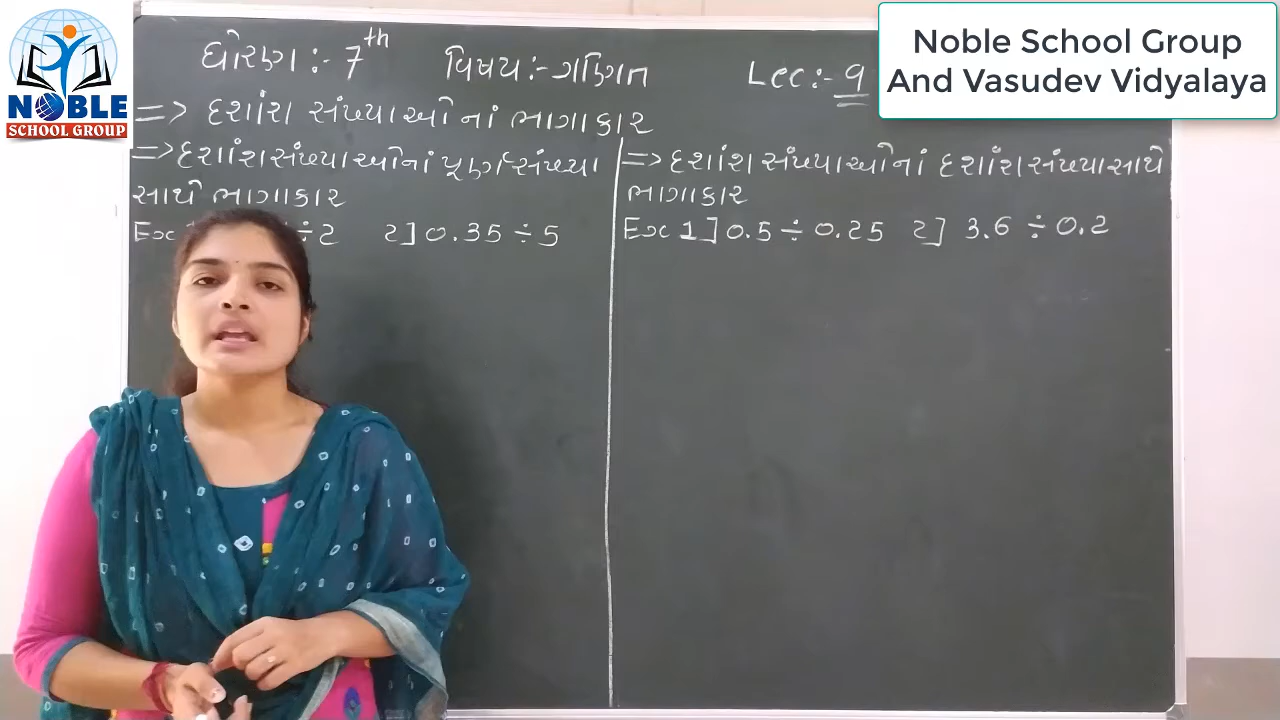 NOBLE
SCHOOL GROUP
Noble School Group
And Vasudev Vidyalaya
ધોરણ :- 7th વિષય :- ગણિત Lec :- 9
=> દશાંશ સંખ્યાઓનાં ભાગાકાર
=> દશાંશ સંખ્યાઓનાં પૂર્ણ સંખ્યા
સાથે ભાગાકાર
Ex ÷ 2 2] 0.35 ÷ 5
=> દશાંશ સંખ્યાઓનાં દશાંશ સંખ્યા સાથે
ભાગાકાર
Ex 1] 0.5 ÷ 0.25 2] 3.6 ÷ 0.2